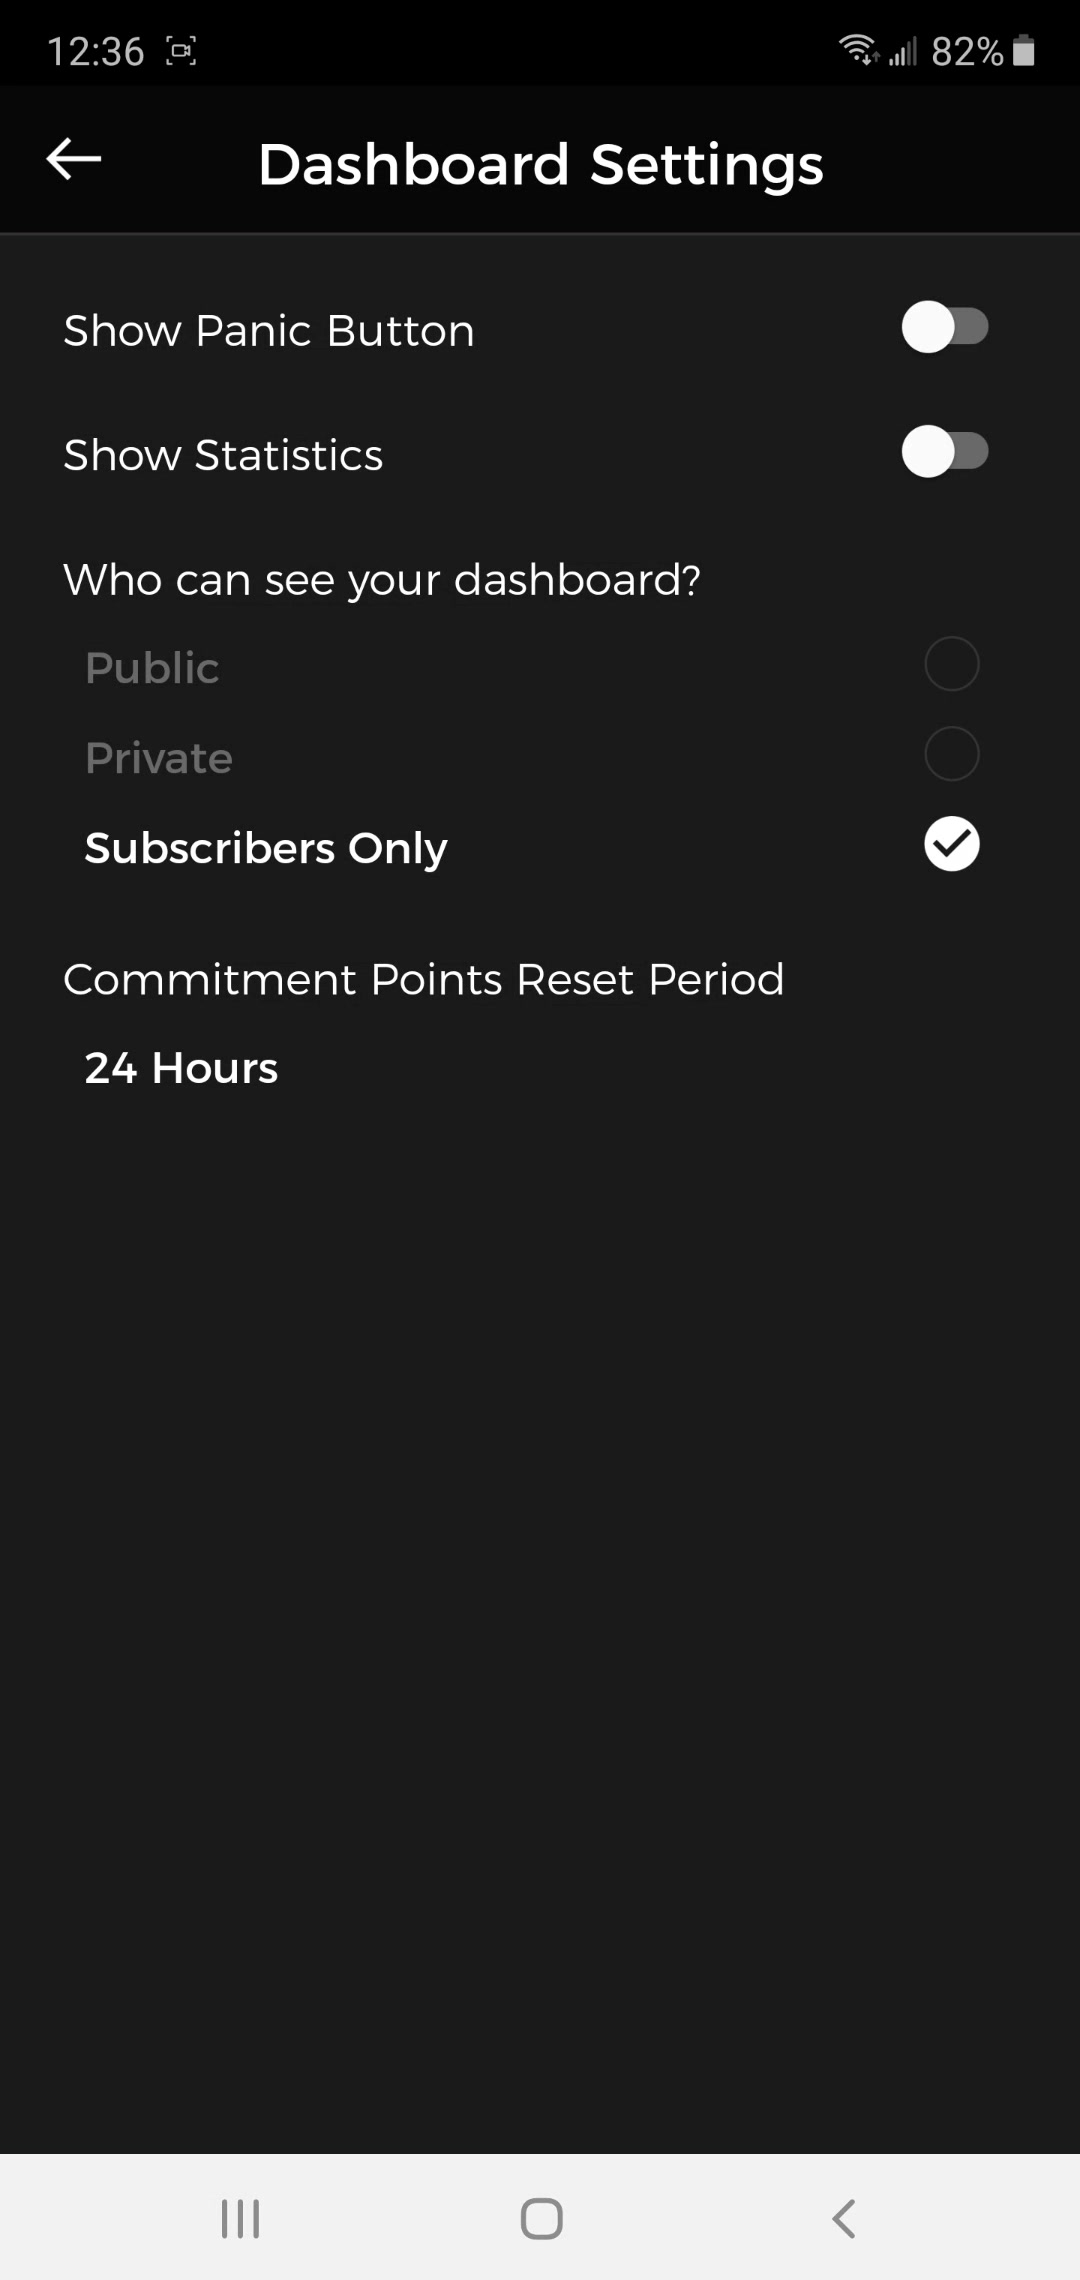 12:36
82%
Dashboard Settings
Show Panic Button
Show Statistics
Who can see your dashboard?
Public
Private
Subscribers Only
Commitment Points Reset Period
24 Hours